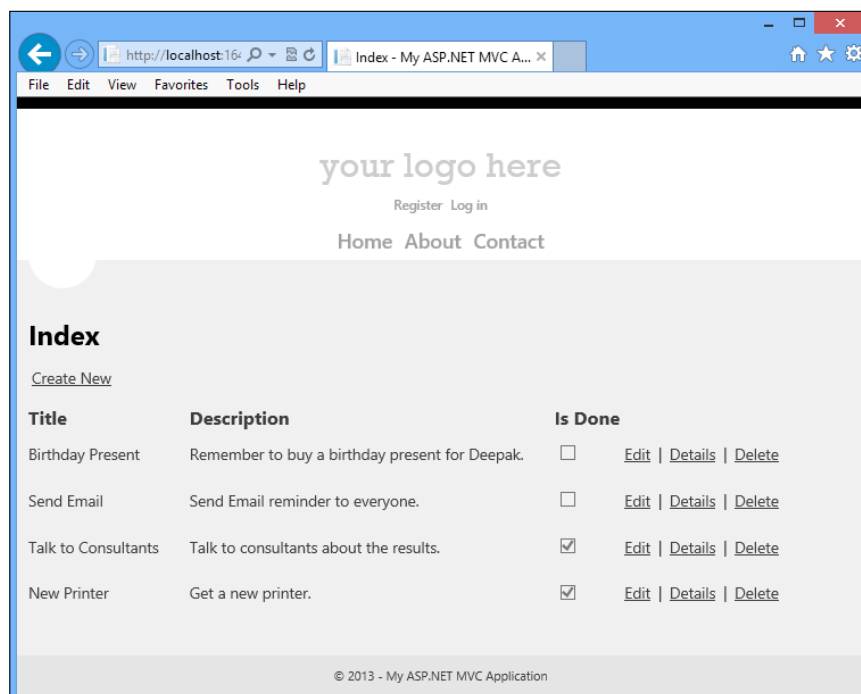 http://localhost:164
Index - My ASP.NET MVC A...
File Edit View Favorites Tools Help
your logo here
Register Log in
Home About Contact
Index
Create New
Title Description Is Done
Birthday Present Remember to buy a birthday present for Deepak. Edit | Details | Delete
Send Email Send Email reminder to everyone. Edit | Details | Delete
Talk to Consultants Talk to consultants about the results. Edit | Details | Delete
New Printer Get a new printer. Edit | Details | Delete
© 2013 - My ASP.NET MVC Application